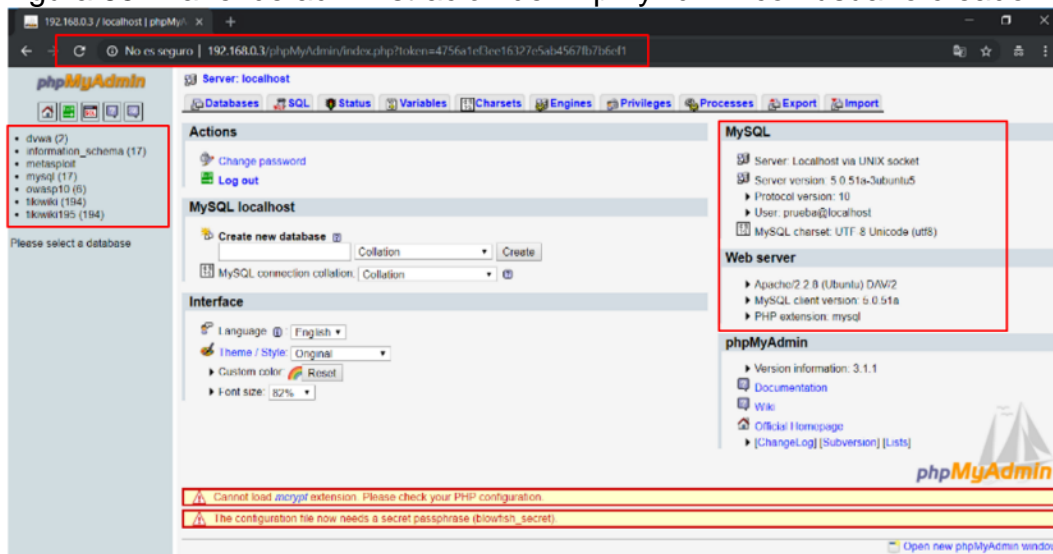 192.168.0.3 / localhost | phpMyA
No es seguro | 192.168.0.3/phpMyAdmin/index.php?token=4756a1ef3ee16327e5ab4567fb7b6ef1
phpMyAdmin
dvwa (2)
information_schema (17)
metasploit
mysql (17)
owasp10 (6)
tikiwiki (194)
tikiwiki195 (194)
Please select a database
Server: localhost
Databases SQL Status Variables Charsets Engines Privileges Processes Export Import
Actions
Change password
Log out
MySQL localhost
Create new database
Collation Create
MySQL connection collation: Collation
Interface
Language: English
Theme / Style: Original
Custom color: Reset
Font size: 82%
MySQL
Server: Localhost via UNIX socket
Server version: 5.0.51a-3ubuntu5
Protocol version: 10
User: prueba@localhost
MySQL charset: UTF-8 Unicode (utf8)
Web server
Apache/2.2.8 (Ubuntu) DAV/2
MySQL client version: 5.0.51a
PHP extension: mysql
phpMyAdmin
Version information: 3.1.1
Documentation
Wiki
Official Homepage
[ChangeLog] [Subversion] [Lists]
phpMyAdmin
Cannot load mcrypt extension. Please check your PHP configuration.
The configuration file now needs a secret passphrase (blowfish_secret).
Open new phpMyAdmin window